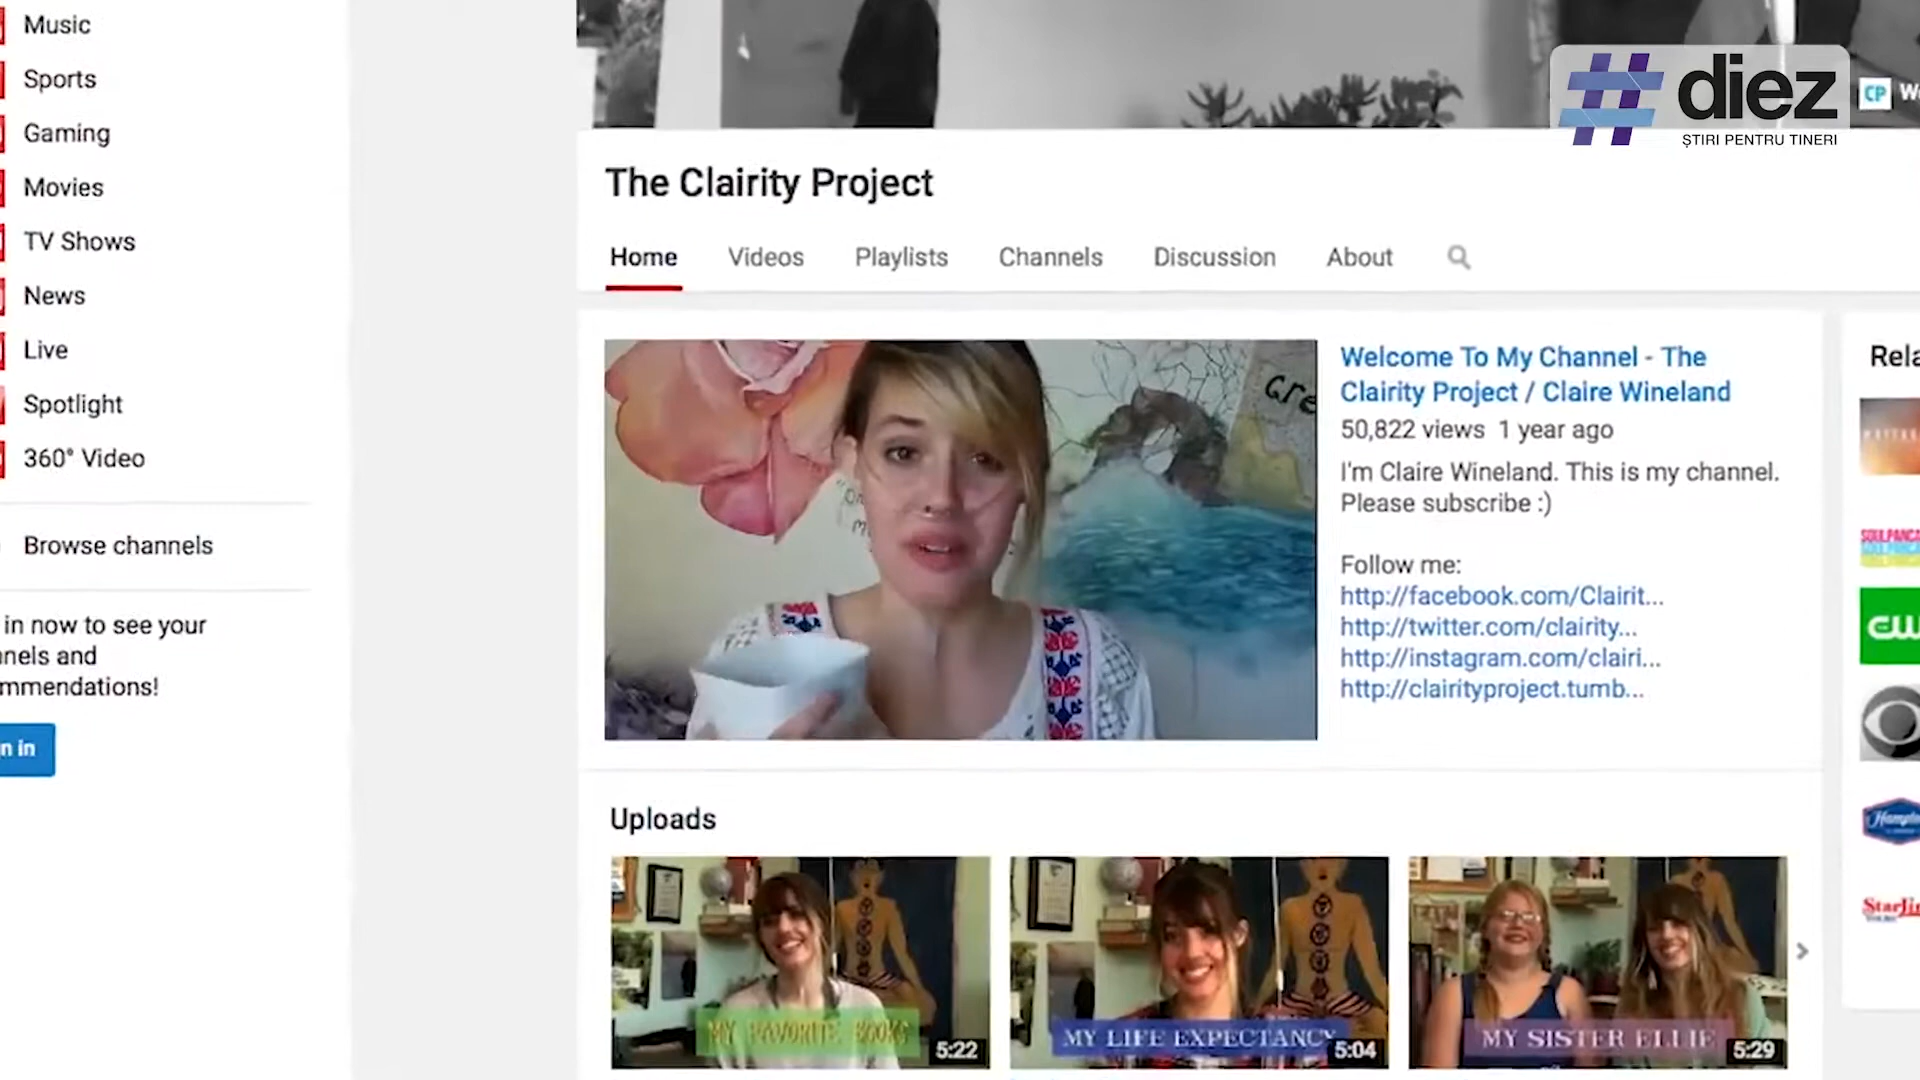 Music
Sports
Gaming
Movies
TV Shows
News
Live
Spotlight
360° Video
Browse channels
in now to see your
n in
#diez
ȘTIRI PENTRU TINERI
CP
The Clairity Project
Home Videos Playlists Channels Discussion About
Welcome To My Channel - The
Clairity Project / Claire Wineland
50,822 views 1 year ago
I'm Claire Wineland. This is my channel.
Please subscribe :)
Follow me:
http://facebook.com/Clairit...
http://twitter.com/clairity...
http://instagram.com/clairi...
http://clairityproject.tumb...
Uploads
MY FAVORITE BOOKS
5:22
MY LIFE EXPECTANCY
5:04
MY SISTER ELLIE
5:29